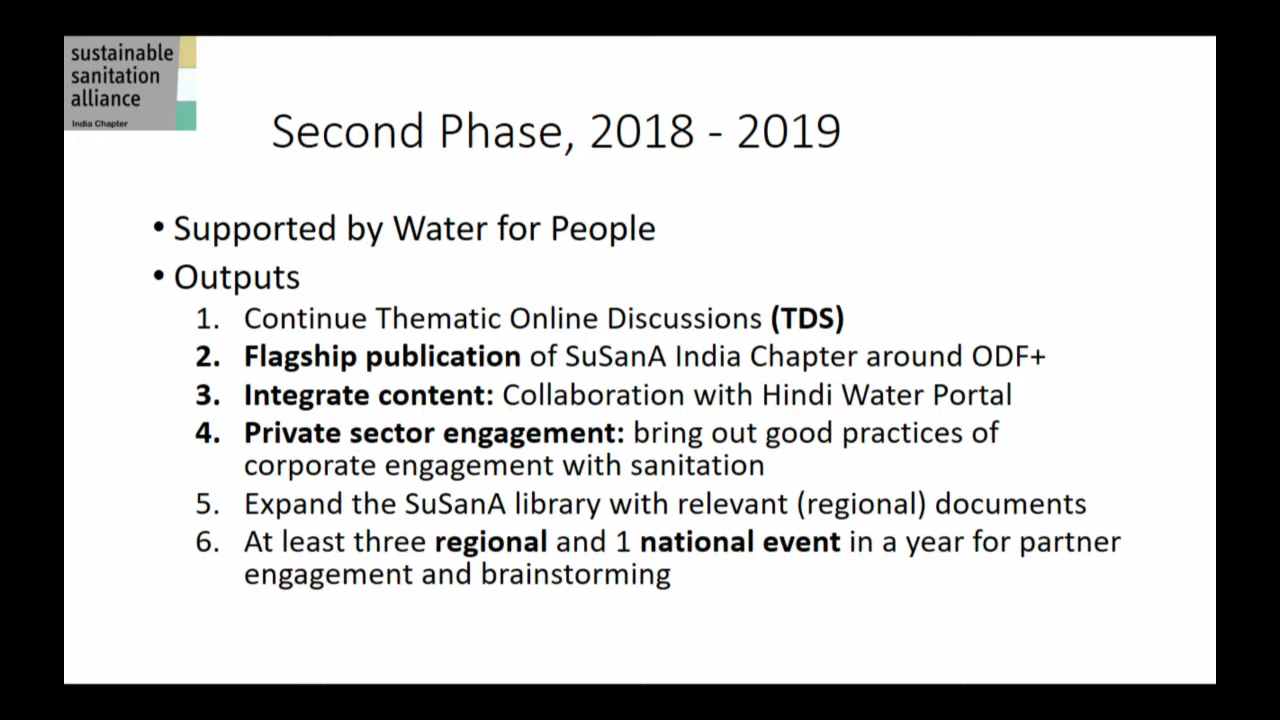 sustainable
sanitation
alliance
India Chapter
Second Phase, 2018 - 2019
• Supported by Water for People
• Outputs
1. Continue Thematic Online Discussions (TDS)
2. Flagship publication of SuSanA India Chapter around ODF+
3. Integrate content: Collaboration with Hindi Water Portal
4. Private sector engagement: bring out good practices of
corporate engagement with sanitation
5. Expand the SuSanA library with relevant (regional) documents
6. At least three regional and 1 national event in a year for partner
engagement and brainstorming